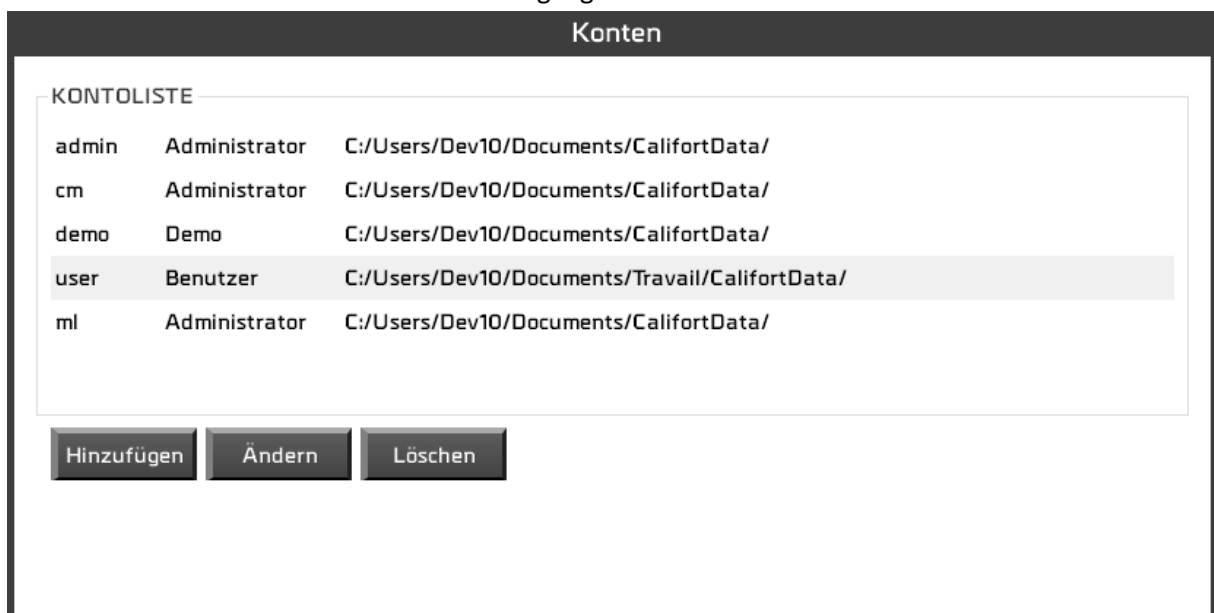 Konten
KONTOLISTE
admin Administrator C:/Users/Dev10/Documents/CalifortData/
cm Administrator C:/Users/Dev10/Documents/CalifortData/
demo Demo C:/Users/Dev10/Documents/CalifortData/
user Benutzer C:/Users/Dev10/Documents/Travail/CalifortData/
ml Administrator C:/Users/Dev10/Documents/CalifortData/
Hinzufügen Ändern Löschen